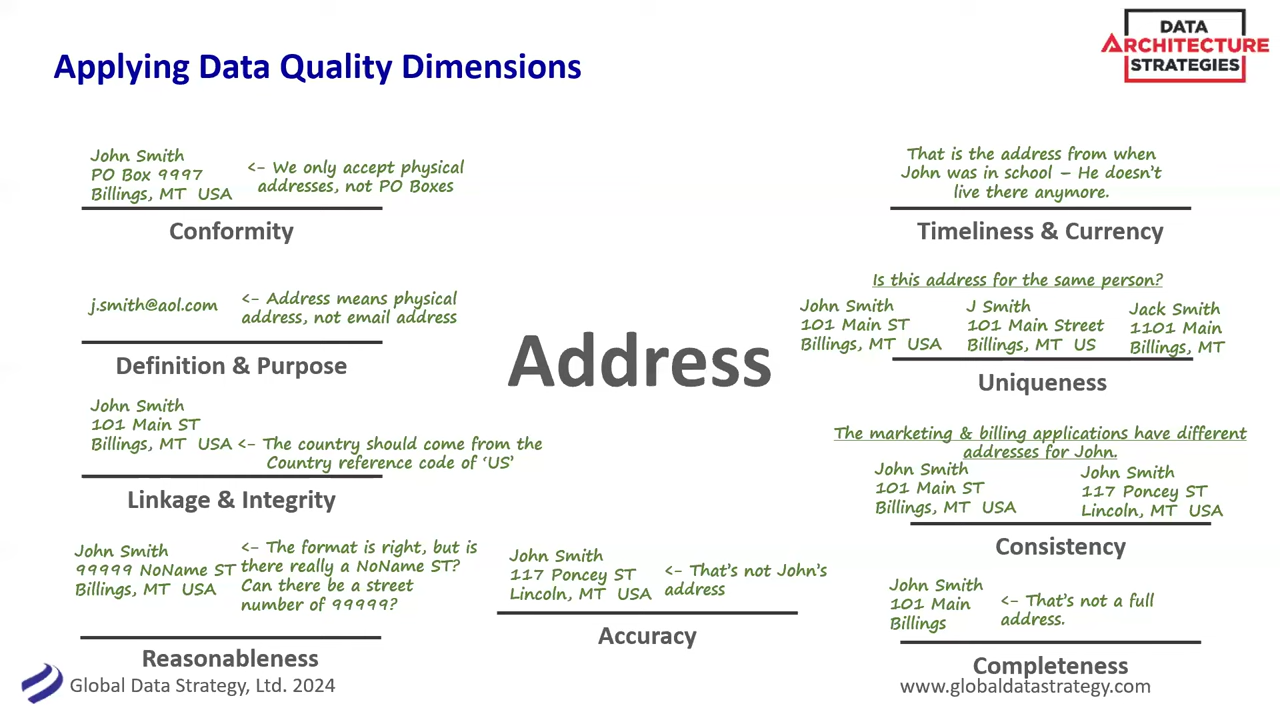 Applying Data Quality Dimensions
DATA
ARCHITECTURE
STRATEGIES
John Smith
PO Box 9997
Billings, MT USA
<- We only accept physical
addresses, not PO Boxes
Conformity
j.smith@aol.com
<- Address means physical
address, not email address
Definition & Purpose
John Smith
101 Main ST
Billings, MT USA <- The country should come from the
Country reference code of 'US'
Linkage & Integrity
John Smith
99999 NoName ST
Billings, MT USA
<- The format is right, but is
there really a NoName ST?
Can there be a street
number of 99999?
Reasonableness
Address
John Smith
117 Poncey ST
Lincoln, MT USA
<- That's not John's
address
Accuracy
That is the address from when
John was in school – He doesn't
live there anymore.
Timeliness & Currency
Is this address for the same person?
John Smith
101 Main ST
Billings, MT USA
J Smith
101 Main Street
Billings, MT US
Jack Smith
1101 Main
Billings, MT
Uniqueness
The marketing & billing applications have different
addresses for John.
John Smith
101 Main ST
Billings, MT USA
John Smith
117 Poncey ST
Lincoln, MT USA
Consistency
John Smith
101 Main
Billings
<- That's not a full
address.
Completeness
Global Data Strategy, Ltd. 2024
www.globaldatastrategy.com